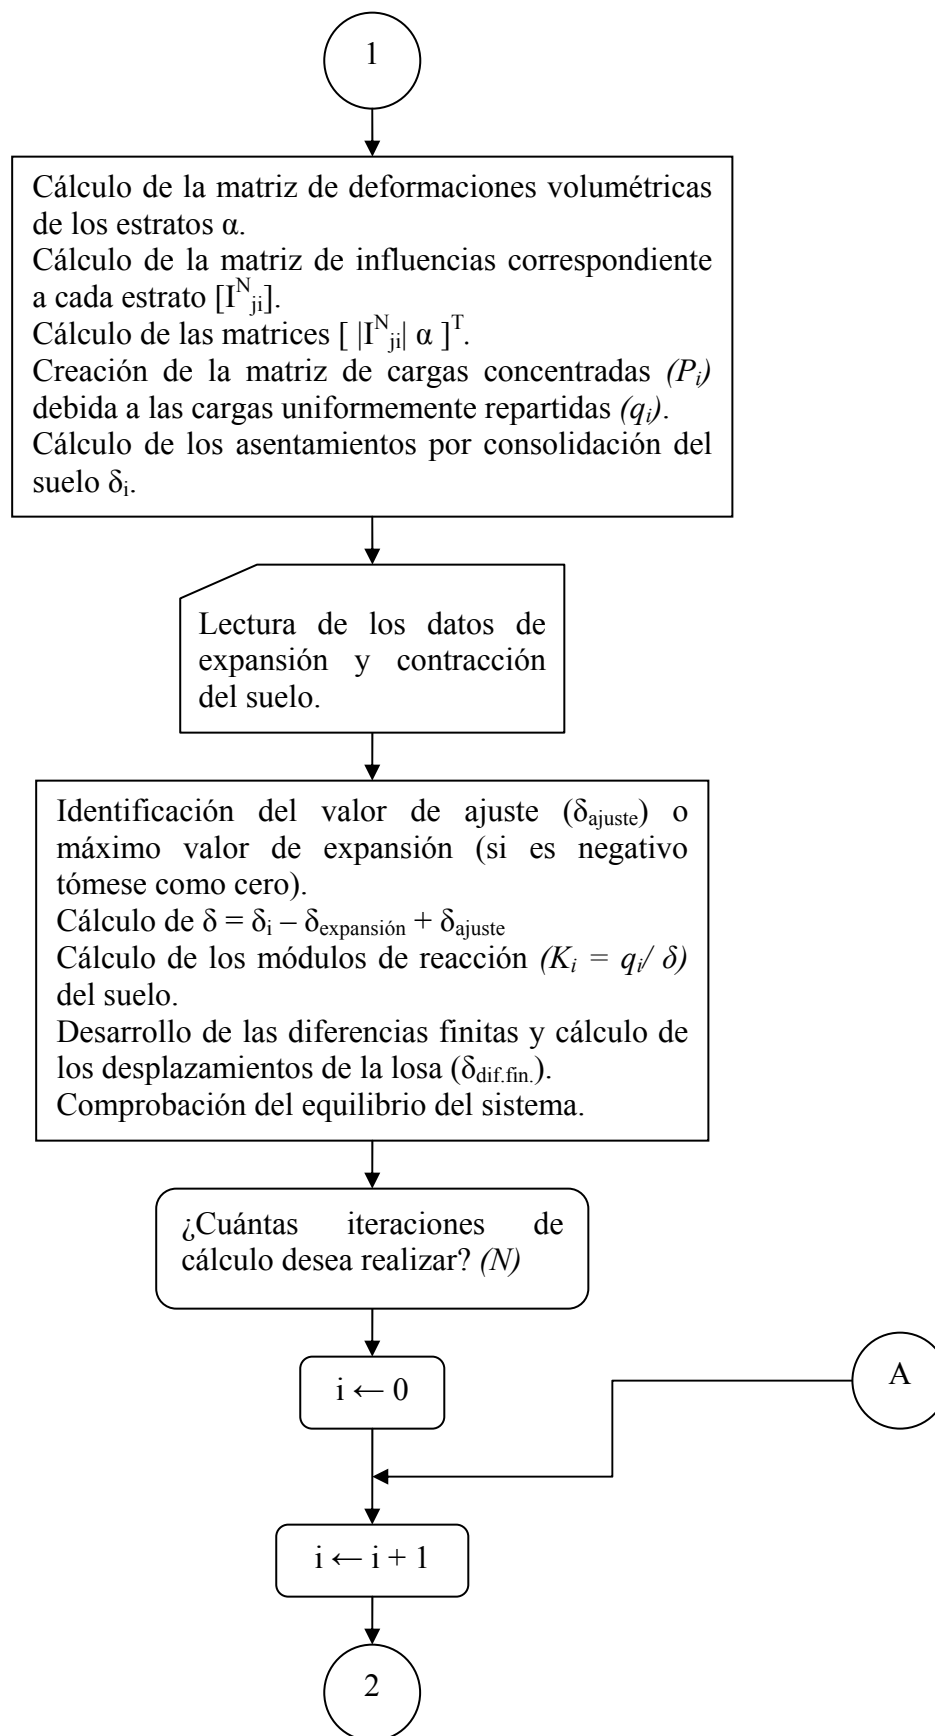 1
Cálculo de la matriz de deformaciones volumétricas
de los estratos α.
Cálculo de la matriz de influencias correspondiente
a cada estrato [I^N_ji].
Cálculo de las matrices [ |I^N_ji| α ]^T.
Creación de la matriz de cargas concentradas (P_i)
debida a las cargas uniformemente repartidas (q_i).
Cálculo de los asentamientos por consolidación del
suelo δ_i.
Lectura de los datos de
expansión y contracción
del suelo.
Identificación del valor de ajuste (δ_ajuste) o
máximo valor de expansión (si es negativo
tómese como cero).
Cálculo de δ = δ_i – δ_expansión + δ_ajuste
Cálculo de los módulos de reacción (K_i = q_i/ δ)
del suelo.
Desarrollo de las diferencias finitas y cálculo de
los desplazamientos de la losa (δ_dif.fin.).
Comprobación del equilibrio del sistema.
¿Cuántas iteraciones de
cálculo desea realizar? (N)
i ← 0
A
i ← i + 1
2